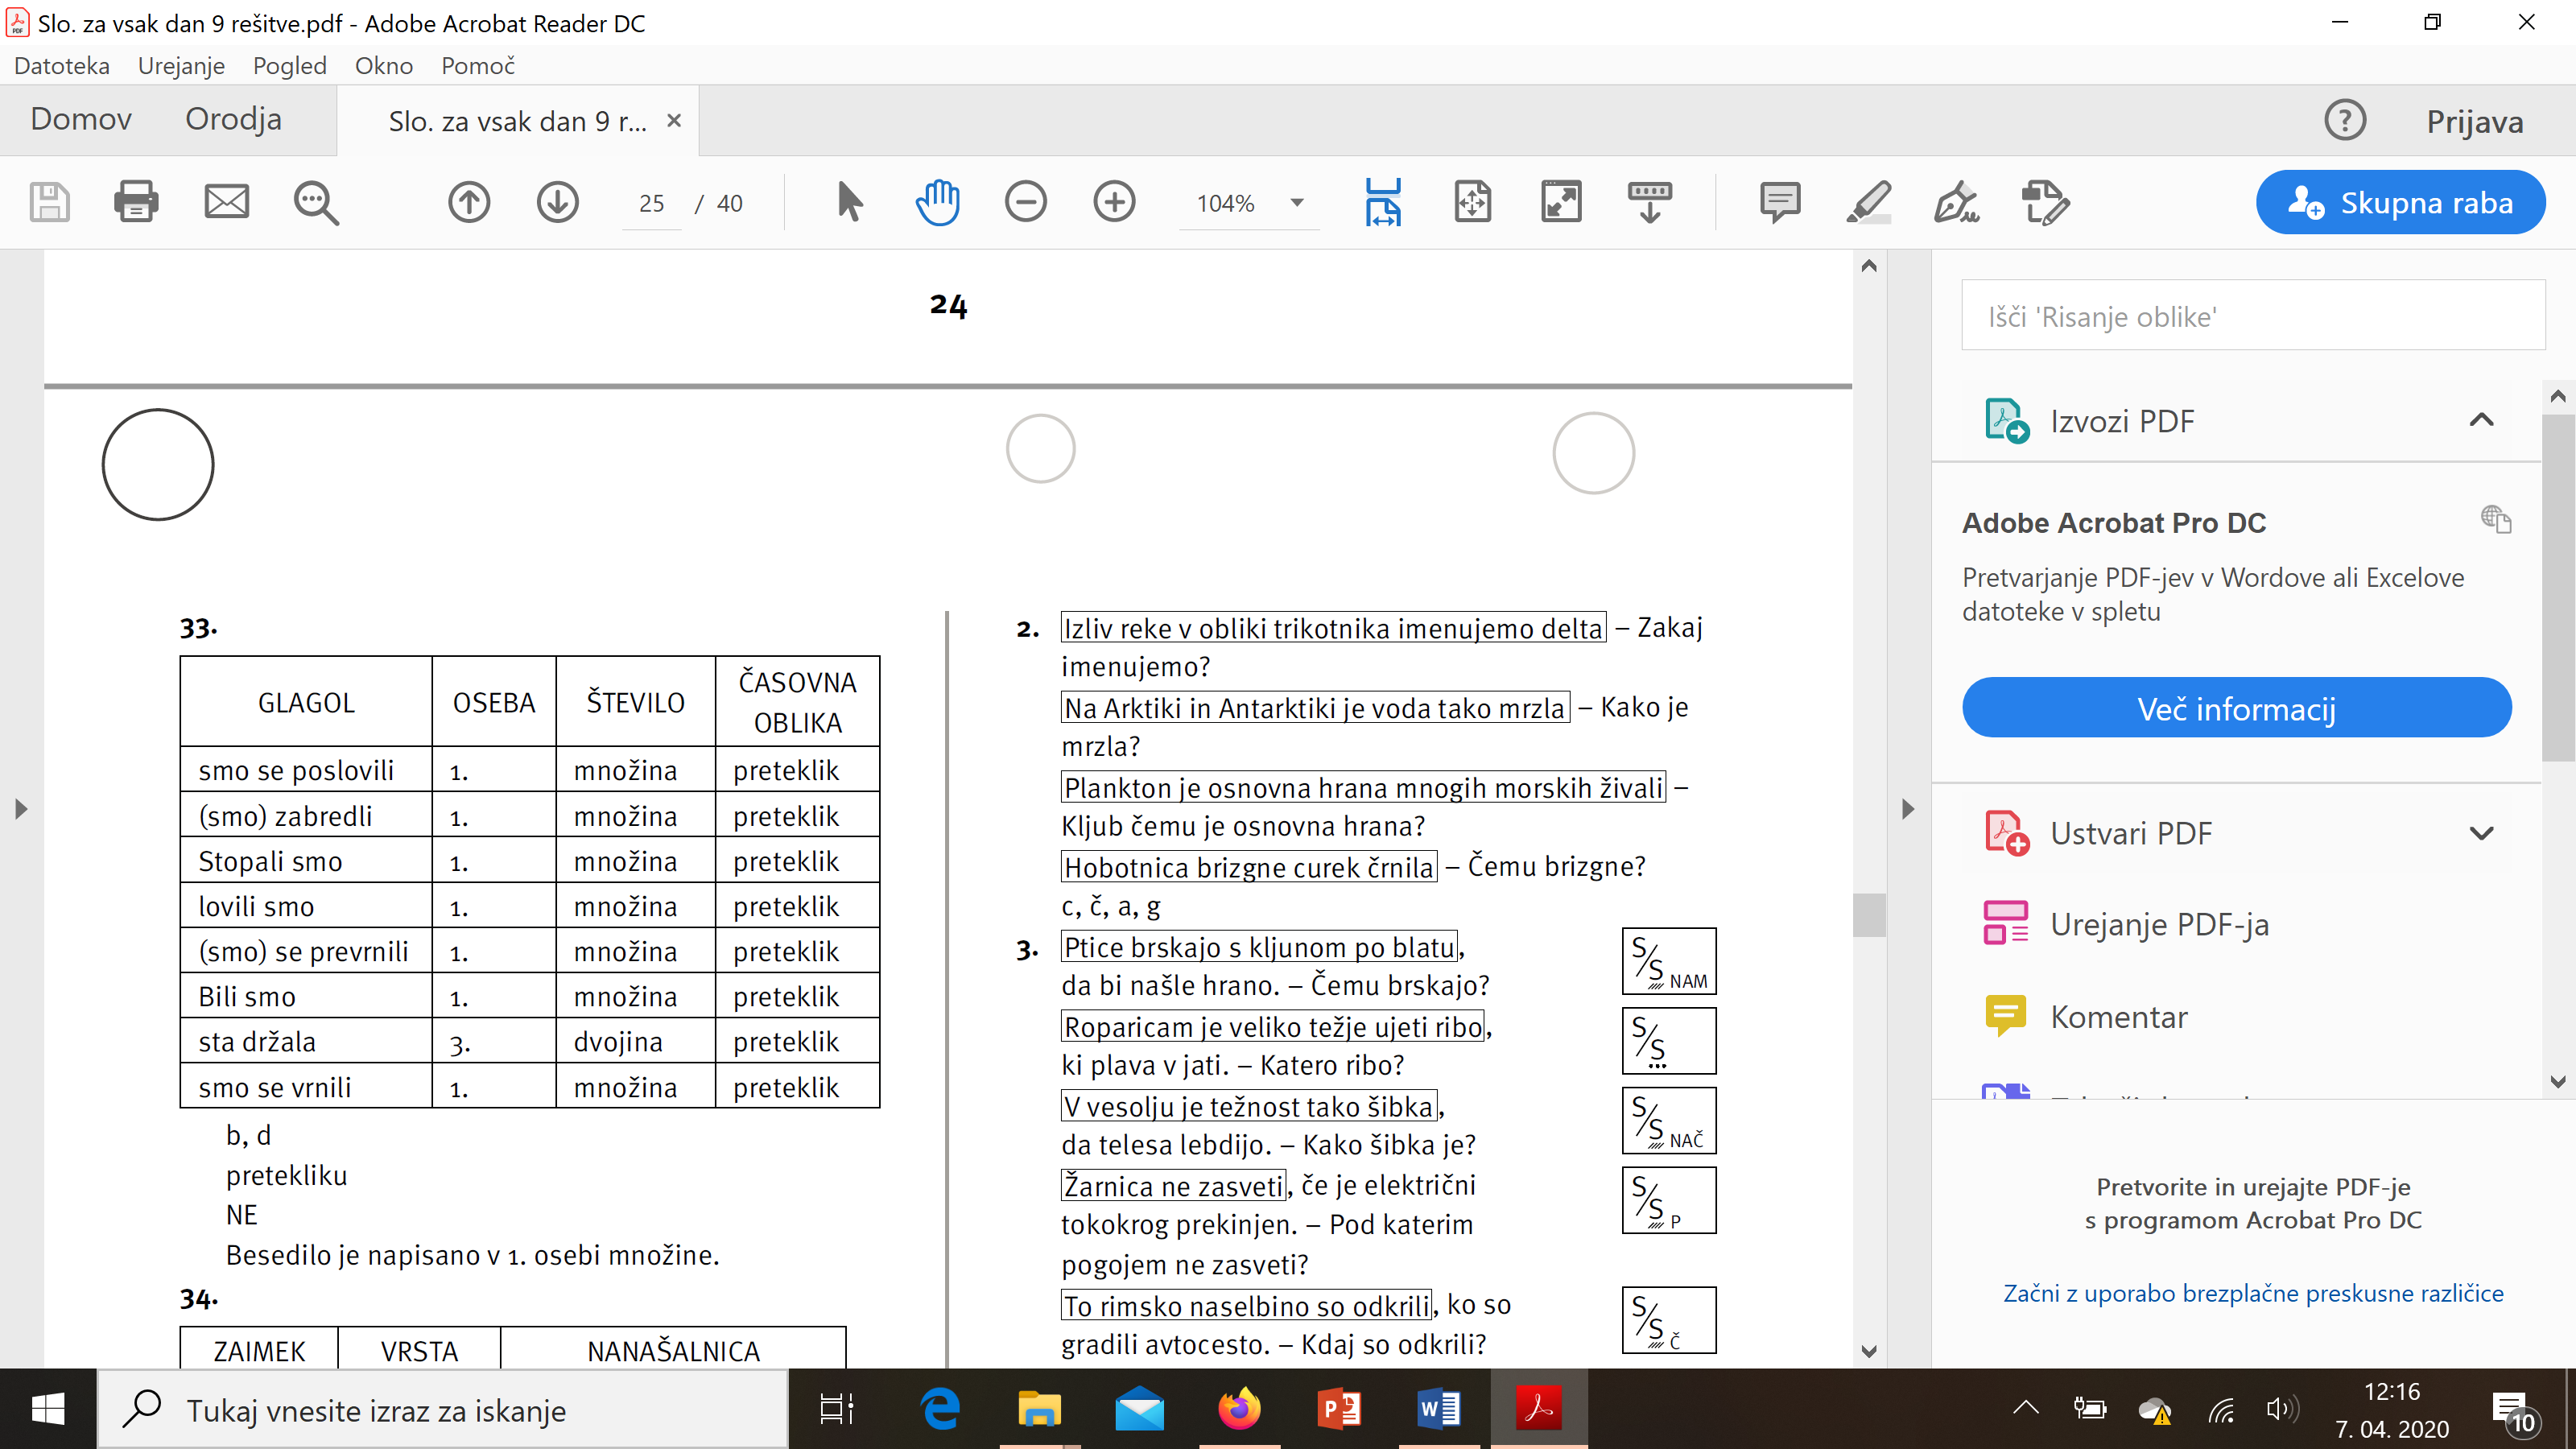 Slo. za vsak dan 9 rešitve.pdf - Adobe Acrobat Reader DC
Datoteka Urejanje Pogled Okno Pomoč
Domov Orodja Slo. za vsak dan 9 r... × Prijava
25 / 40 104% Skupna raba
24
33.
GLAGOL OSEBA ŠTEVILO ČASOVNA OBLIKA
smo se poslovili 1. množina preteklik
(smo) zabredli 1. množina preteklik
Stopali smo 1. množina preteklik
lovili smo 1. množina preteklik
(smo) se prevrnili 1. množina preteklik
Bili smo 1. množina preteklik
sta držala 3. dvojina preteklik
smo se vrnili 1. množina preteklik
b, d
pretekliku
NE
Besedilo je napisano v 1. osebi množine.
34.
ZAIMEK VRSTA NANAŠALNICA
2. Izliv reke v obliki trikotnika imenujemo delta – Zakaj
imenujemo?
Na Arktiki in Antarktiki je voda tako mrzla – Kako je
mrzla?
Plankton je osnovna hrana mnogih morskih živali –
Kljub čemu je osnovna hrana?
Hobotnica brizgne curek črnila – Čemu brizgne?
c, č, a, g
3. Ptice brskajo s kljunom po blatu,
da bi našle hrano. – Čemu brskajo?
S/S NAM
Roparicam je veliko težje ujeti ribo,
ki plava v jati. – Katero ribo?
S/S
V vesolju je težnost tako šibka,
da telesa lebdijo. – Kako šibka je?
S/S NAČ
Žarnica ne zasveti, če je električni
tokokrog prekinjen. – Pod katerim
pogojem ne zasveti?
S/S P
To rimsko naselbino so odkrili, ko so
gradili avtocesto. – Kdaj so odkrili?
S/S Č
Išči 'Risanje oblike'
Izvozi PDF
Adobe Acrobat Pro DC
Pretvarjanje PDF-jev v Wordove ali Excelove
datoteke v spletu
Več informacij
Ustvari PDF
Urejanje PDF-ja
Komentar
Pretvorite in urejajte PDF-je
s programom Acrobat Pro DC
Začni z uporabo brezplačne preskusne različice
Tukaj vnesite izraz za iskanje
12:16
7. 04. 2020
10